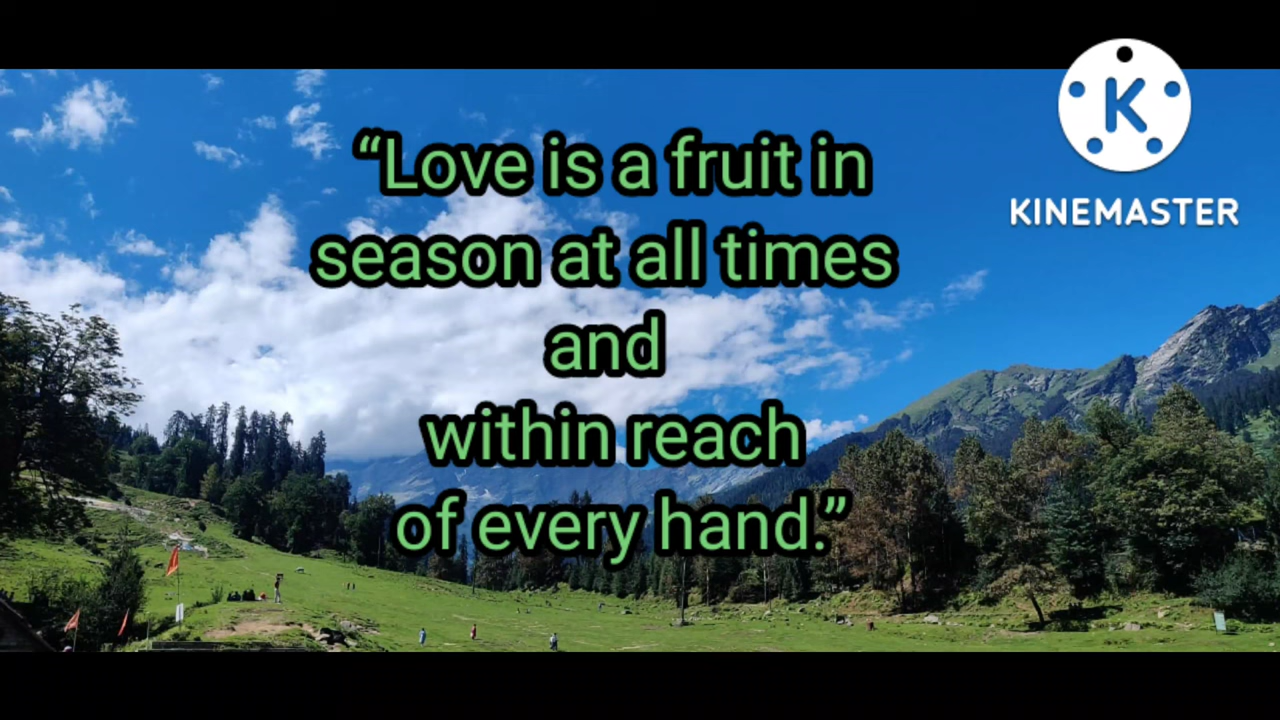 “Love is a fruit in
season at all times
and
within reach
of every hand.”
K
KINEMASTER